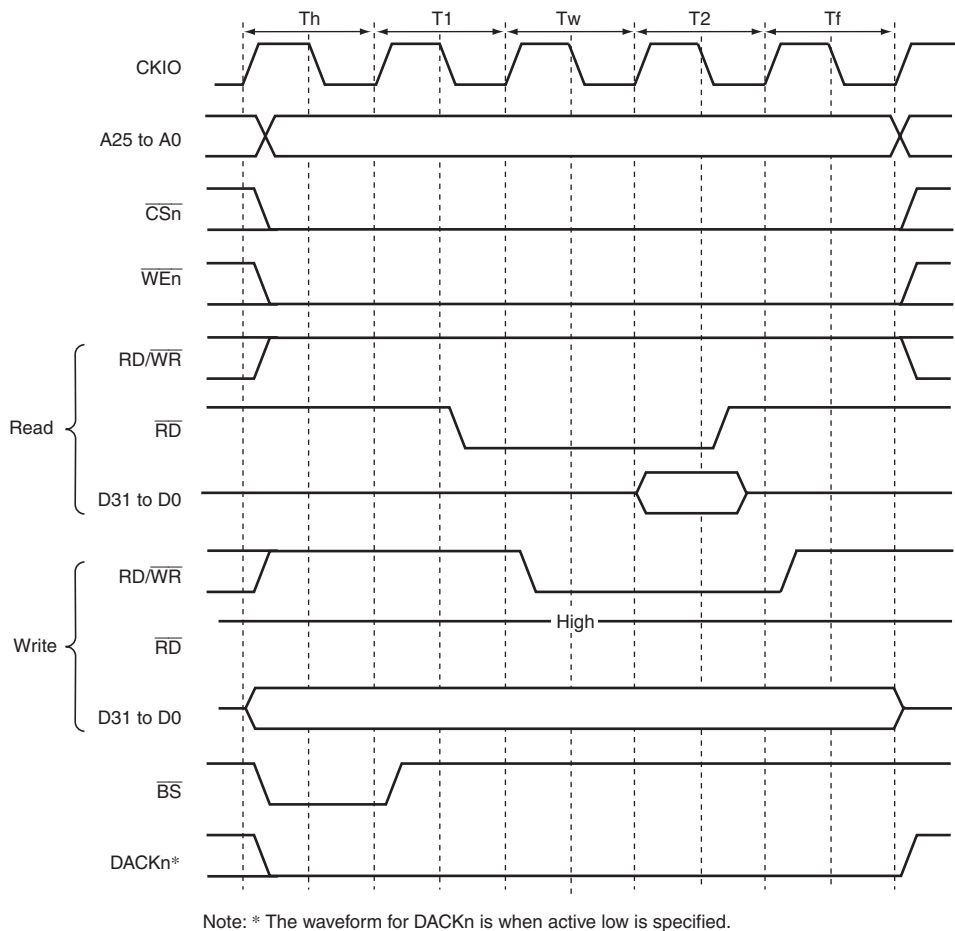 Th T1 Tw T2 Tf
CKIO
A25 to A0
CSn
WEn
Read
RD/WR
RD
D31 to D0
Write
RD/WR
High
RD
D31 to D0
BS
DACKn*
Note: * The waveform for DACKn is when active low is specified.